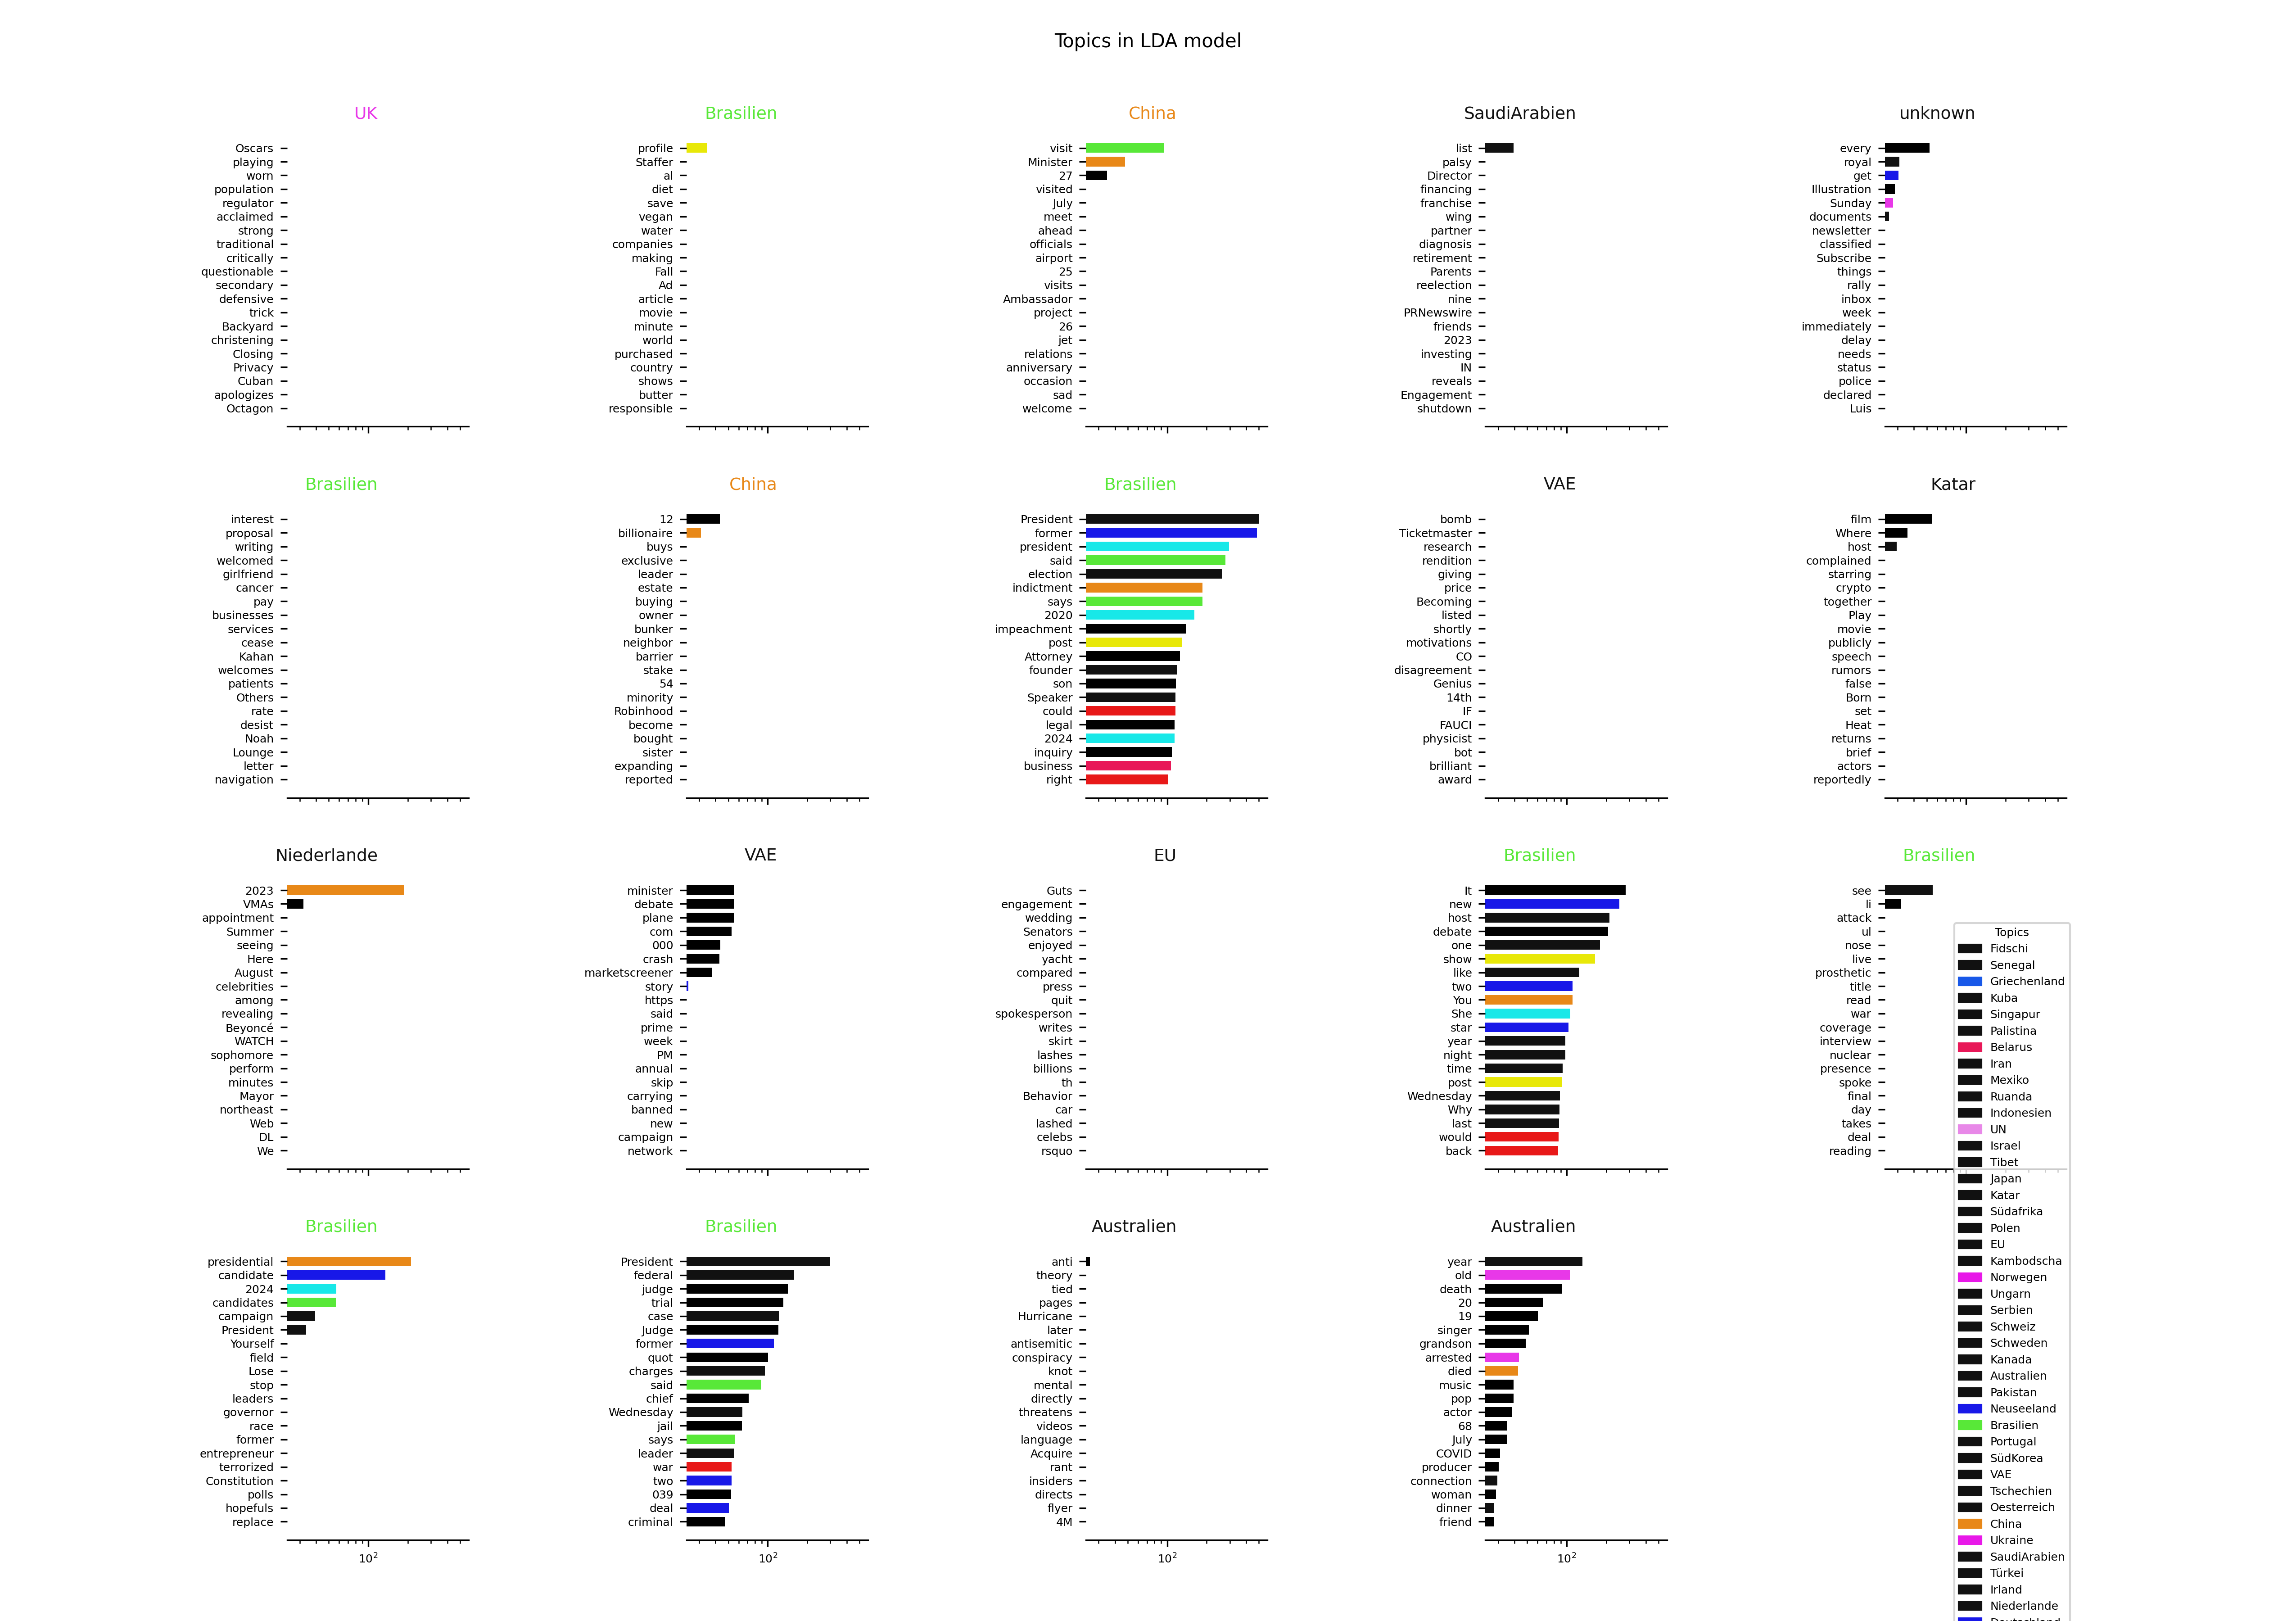 Topics in LDA model
UK
Oscars
playing
worn
population
regulator
acclaimed
strong
traditional
critically
questionable
secondary
defensive
trick
Backyard
christening
Closing
Privacy
Cuban
apologizes
Octagon
Brasilien
profile
Staffer
al
diet
save
vegan
water
companies
making
Fall
Ad
article
movie
minute
world
purchased
country
shows
butter
responsible
China
visit
Minister
27
visited
July
meet
ahead
officials
airport
25
visits
Ambassador
project
26
jet
relations
anniversary
occasion
sad
welcome
SaudiArabien
list
palsy
Director
financing
franchise
wing
partner
diagnosis
retirement
Parents
reelection
nine
PRNewswire
friends
2023
investing
IN
reveals
Engagement
shutdown
unknown
every
royal
get
Illustration
Sunday
documents
newsletter
classified
Subscribe
things
rally
inbox
week
immediately
delay
needs
status
police
declared
Luis
Brasilien
interest
proposal
writing
welcomed
girlfriend
cancer
pay
businesses
services
cease
Kahan
welcomes
patients
Others
rate
desist
Noah
Lounge
letter
navigation
China
12
billionaire
buys
exclusive
leader
estate
buying
owner
bunker
neighbor
barrier
stake
54
minority
Robinhood
become
bought
sister
expanding
reported
Brasilien
President
former
president
said
election
indictment
says
2020
impeachment
post
Attorney
founder
son
Speaker
could
legal
2024
inquiry
business
right
VAE
bomb
Ticketmaster
research
rendition
giving
price
Becoming
listed
shortly
motivations
CO
disagreement
Genius
14th
IF
FAUCI
physicist
bot
brilliant
award
Katar
film
Where
host
complained
starring
crypto
together
Play
movie
publicly
speech
rumors
false
Born
set
Heat
returns
brief
actors
reportedly
Niederlande
2023
VMAs
appointment
Summer
seeing
Here
August
celebrities
among
revealing
Beyoncé
WATCH
sophomore
perform
minutes
Mayor
northeast
Web
DL
We
VAE
minister
debate
plane
com
000
crash
marketscreener
story
https
said
prime
week
PM
annual
skip
carrying
banned
new
campaign
network
EU
Guts
engagement
wedding
Senators
enjoyed
yacht
compared
press
quit
spokesperson
writes
skirt
lashes
billions
th
Behavior
car
lashed
celebs
rsquo
Brasilien
It
new
host
debate
one
show
like
two
You
She
star
year
night
time
post
Wednesday
Why
last
would
back
Brasilien
see
li
attack
ul
nose
live
prosthetic
title
read
war
coverage
interview
nuclear
presence
spoke
final
day
takes
deal
reading
Brasilien
presidential
candidate
2024
candidates
campaign
President
Yourself
field
Lose
stop
leaders
governor
race
former
entrepreneur
terrorized
Constitution
polls
hopefuls
replace
10²
Brasilien
President
federal
judge
trial
case
Judge
former
quot
charges
said
chief
Wednesday
jail
says
leader
war
two
039
deal
criminal
10²
Australien
anti
theory
tied
pages
Hurricane
later
antisemitic
conspiracy
knot
mental
directly
threatens
videos
language
Acquire
rant
insiders
directs
flyer
4M
10²
Australien
year
old
death
20
19
singer
grandson
arrested
died
music
pop
actor
68
July
COVID
producer
connection
woman
dinner
friend
10²
Topics
Fidschi
Senegal
Griechenland
Kuba
Singapur
Palistina
Belarus
Iran
Mexiko
Ruanda
Indonesien
UN
Israel
Tibet
Japan
Katar
Südafrika
Polen
EU
Kambodscha
Norwegen
Ungarn
Serbien
Schweiz
Schweden
Kanada
Australien
Pakistan
Neuseeland
Brasilien
Portugal
SüdKorea
VAE
Tschechien
Oesterreich
China
Ukraine
SaudiArabien
Türkei
Irland
Niederlande